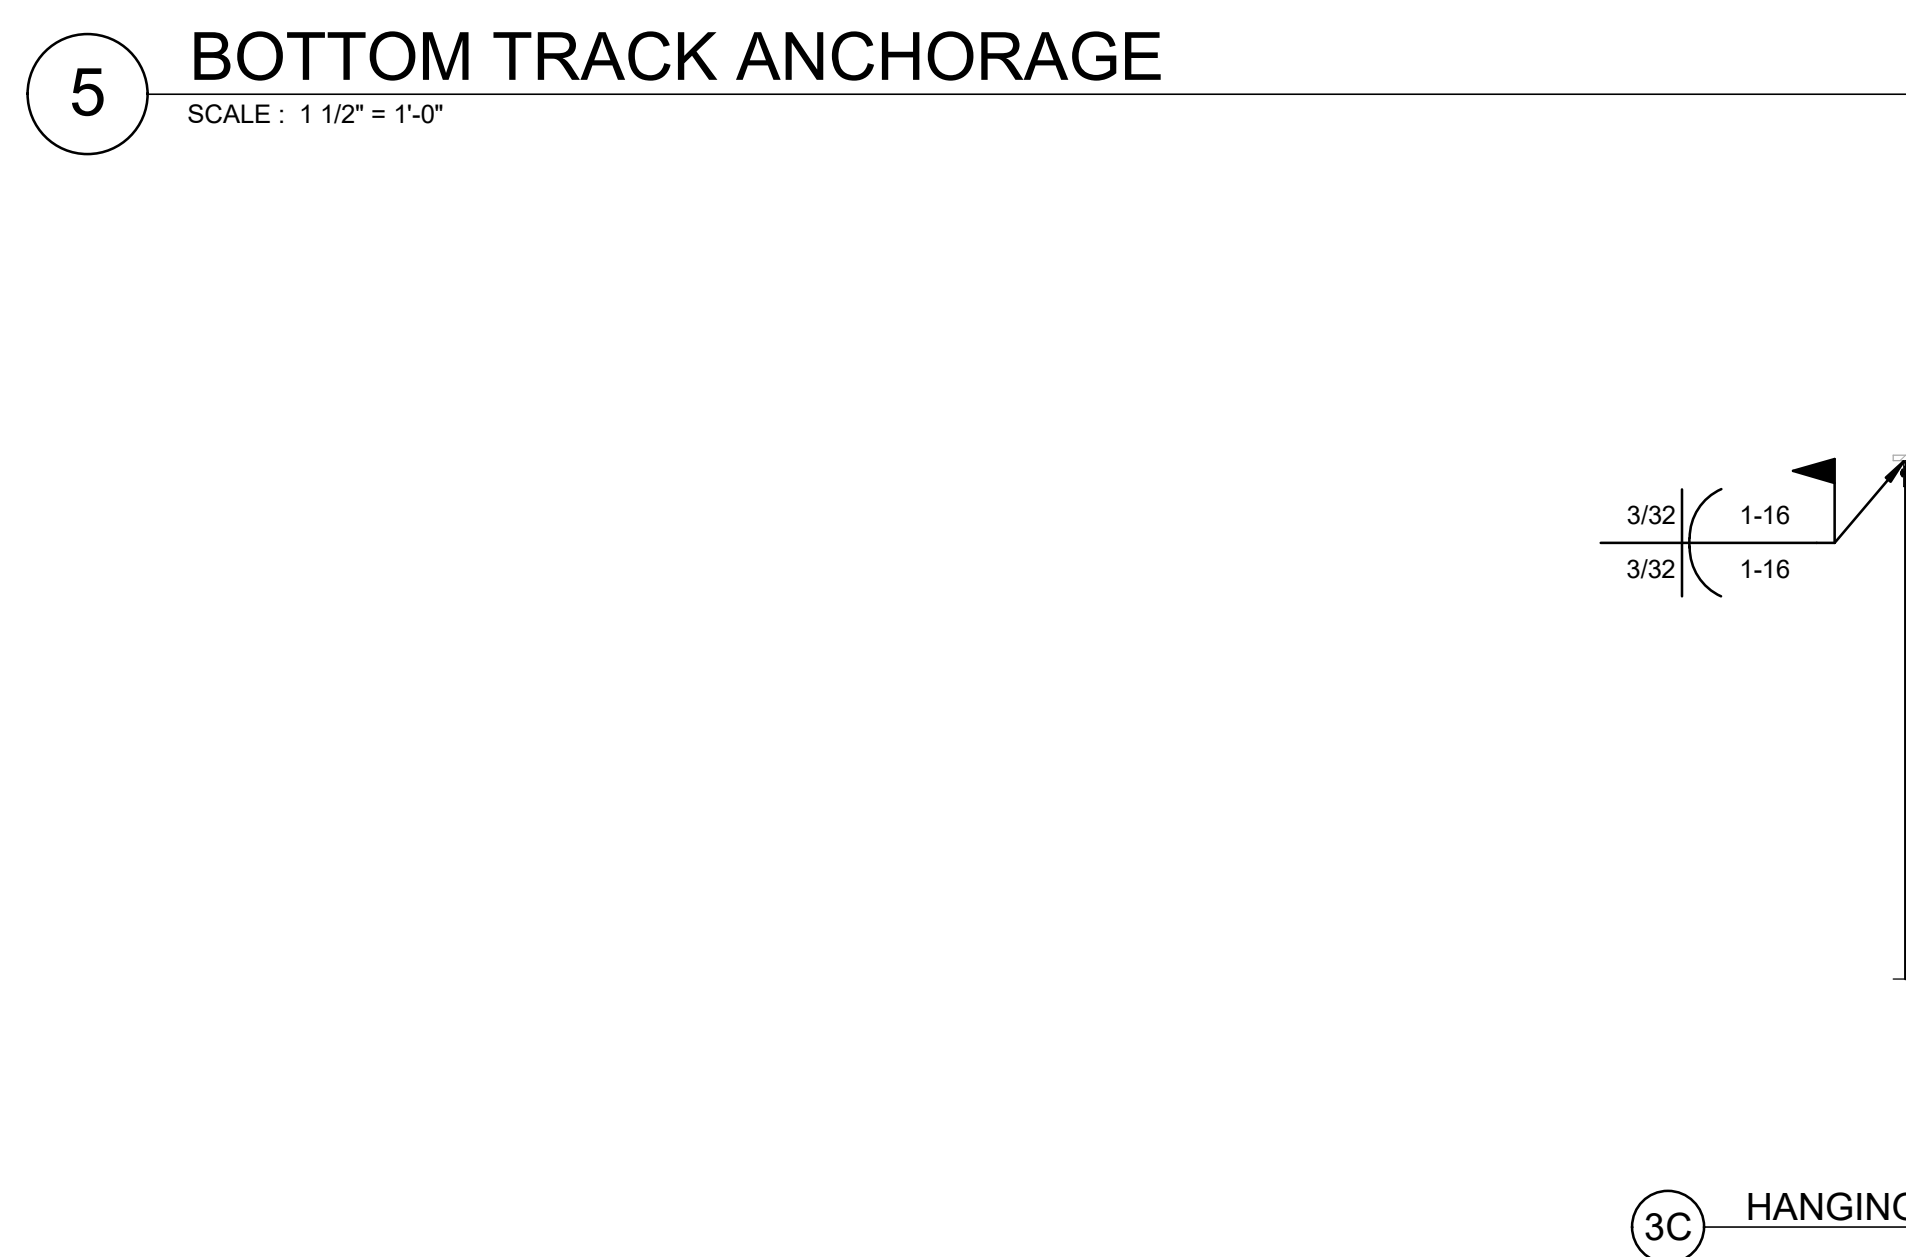 5
BOTTOM TRACK ANCHORAGE
SCALE : 1 1/2" = 1'-0"
3/32 1-16
3/32 1-16
3C